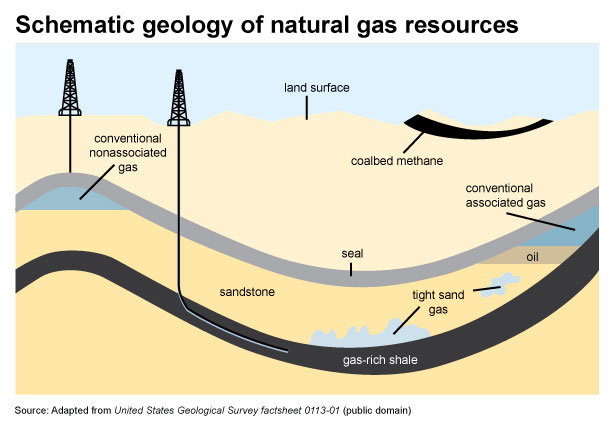 Schematic geology of natural gas resources
land surface
conventional
nonassociated
gas
coalbed methane
conventional
associated gas
seal
oil
sandstone
tight sand
gas
gas-rich shale
Source: Adapted from United States Geological Survey factsheet 0113-01 (public domain)